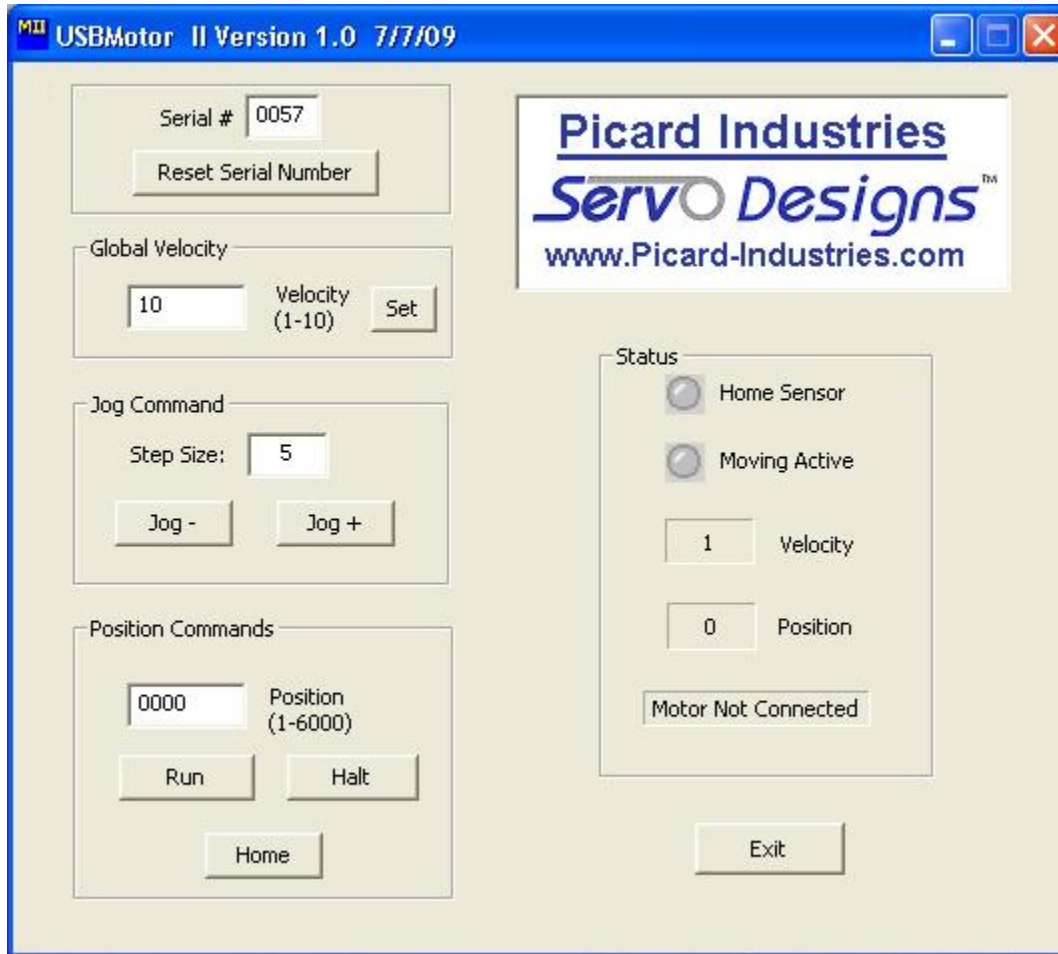 MII USBMotor II Version 1.0 7/7/09
Serial # 0057
Reset Serial Number
Picard Industries
Servo Designs™
www.Picard-Industries.com
Global Velocity
10 Velocity
(1-10)
Set
Jog Command
Step Size: 5
Jog - Jog +
Position Commands
0000 Position
(1-6000)
Run Halt
Home
Status
Home Sensor
Moving Active
1 Velocity
0 Position
Motor Not Connected
Exit